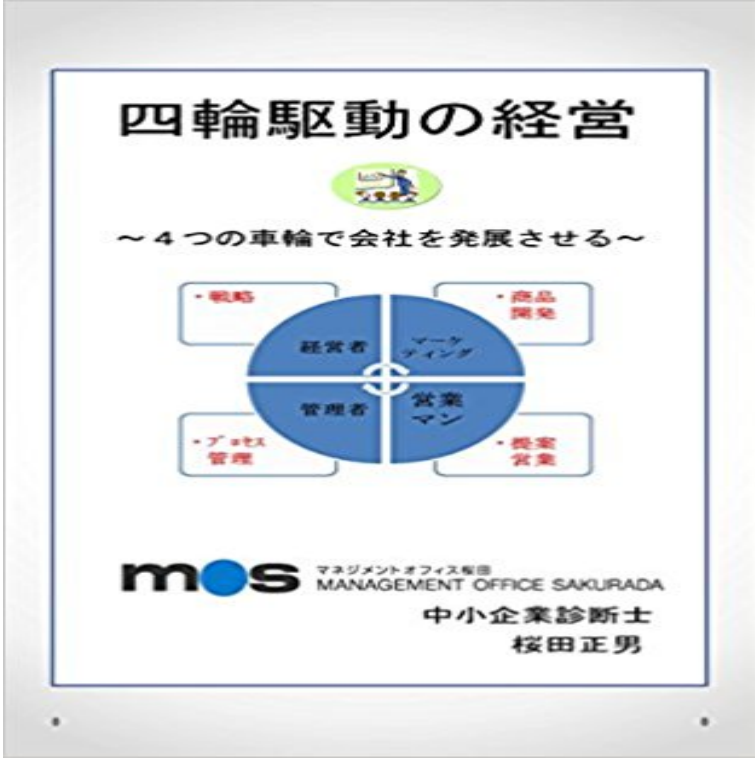 四輪駆動の経営
～４つの車輪で会社を発展させる～
・戦略
・商品
開発
経営者
マーケ
ティング
管理者
営業
マン
・プロセス
管理
・提案
営業
mos
マネジメントオフィス桜田
MANAGEMENT OFFICE SAKURADA
中小企業診断士
桜田正男